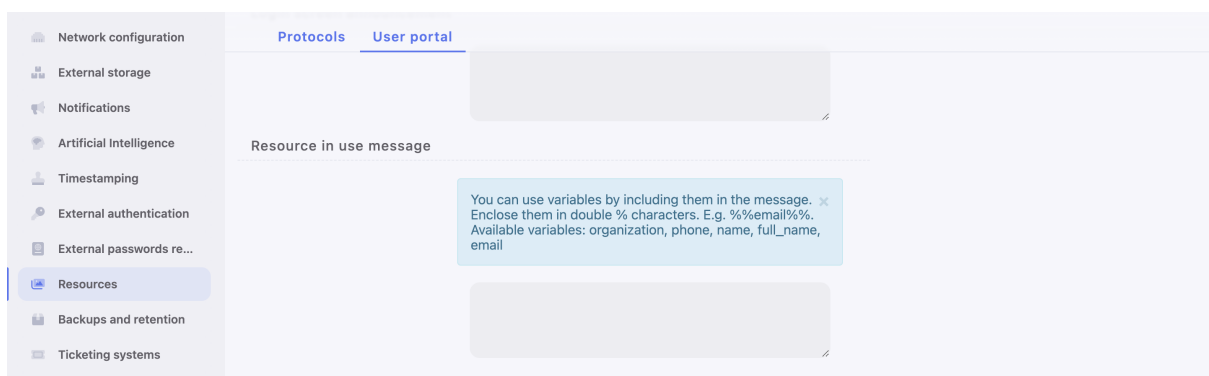 Network configuration
External storage
Notifications
Artificial Intelligence
Timestamping
External authentication
External passwords re...
Resources
Backups and retention
Ticketing systems
Protocols
User portal
Resource in use message
You can use variables by including them in the message.
Enclose them in double % characters. E.g. %%email%%.
Available variables: organization, phone, name, full_name,
email